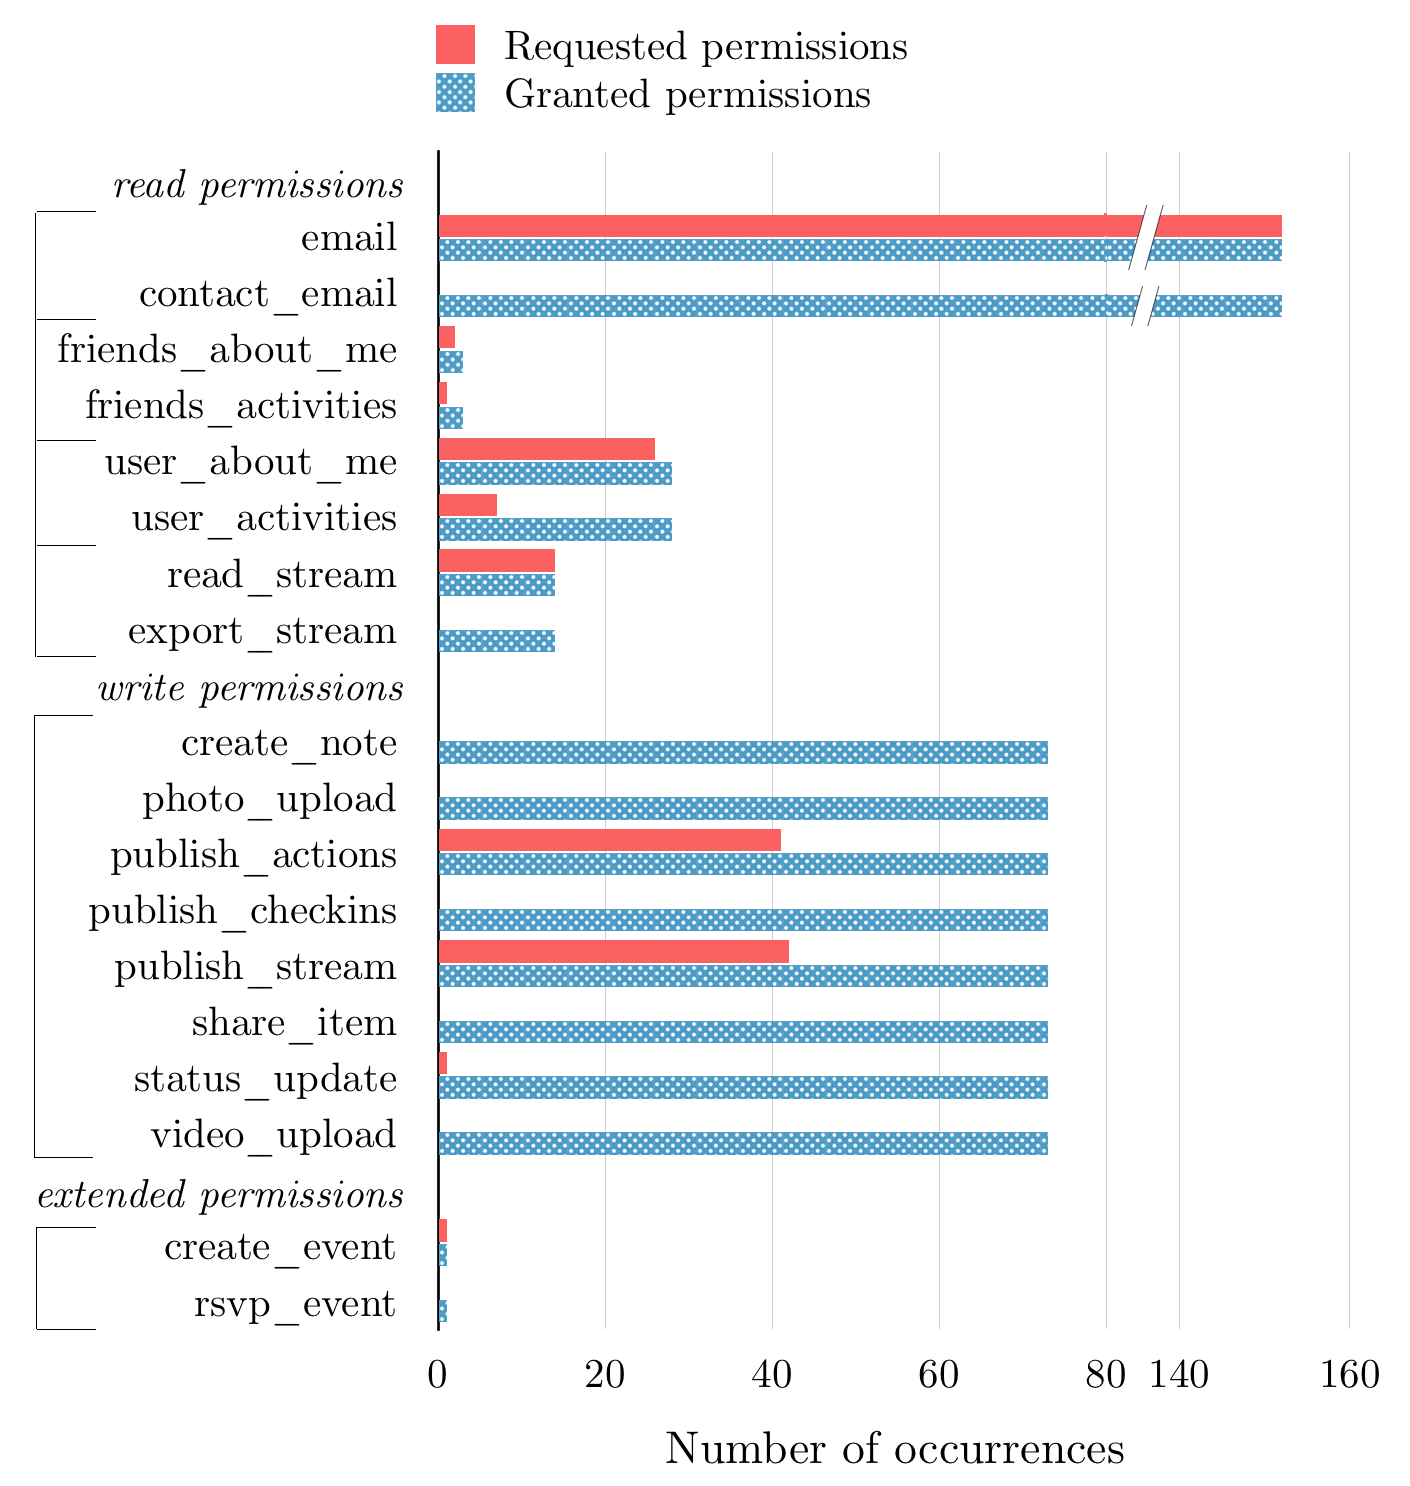 Requested permissions
Granted permissions
read permissions
email
contact_email
friends_about_me
friends_activities
user_about_me
user_activities
read_stream
export_stream
write permissions
create_note
photo_upload
publish_actions
publish_checkins
publish_stream
share_item
status_update
video_upload
extended permissions
create_event
rsvp_event
0 20 40 60 80 140 160
Number of occurrences